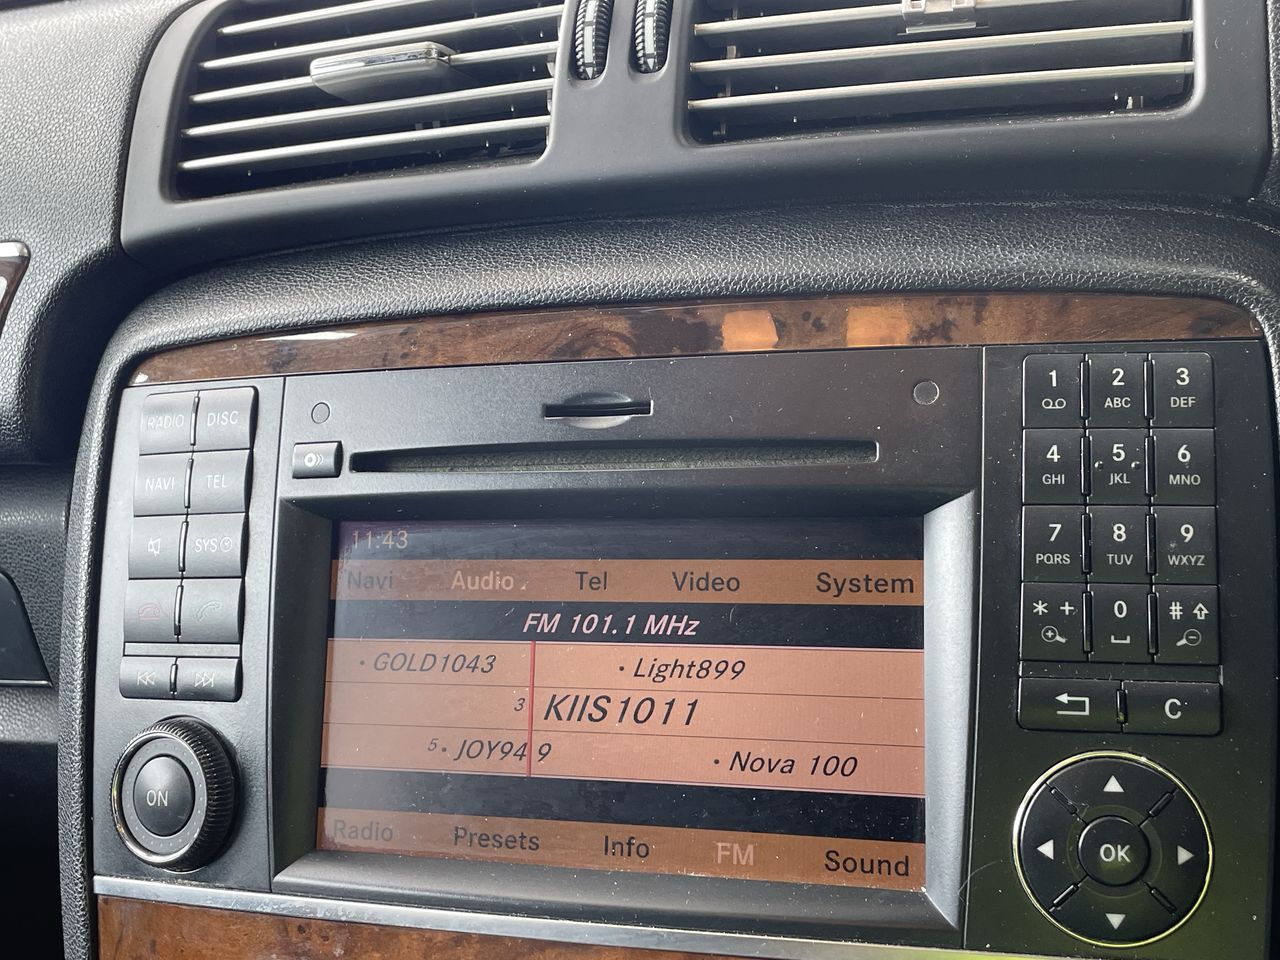 RADIO DISC
NAVI TEL
SYS
ON
11:43
Navi Audio Tel Video System
FM 101.1 MHz
GOLD1043 Light899
3 KIIS1011
5 JOY94 9 Nova 100
Radio Presets Info FM Sound
1 2 3
ABC DEF
4 5 6
GHI JKL MNO
7 8 9
PQRS TUV WXYZ
* + 0 #
C
OK